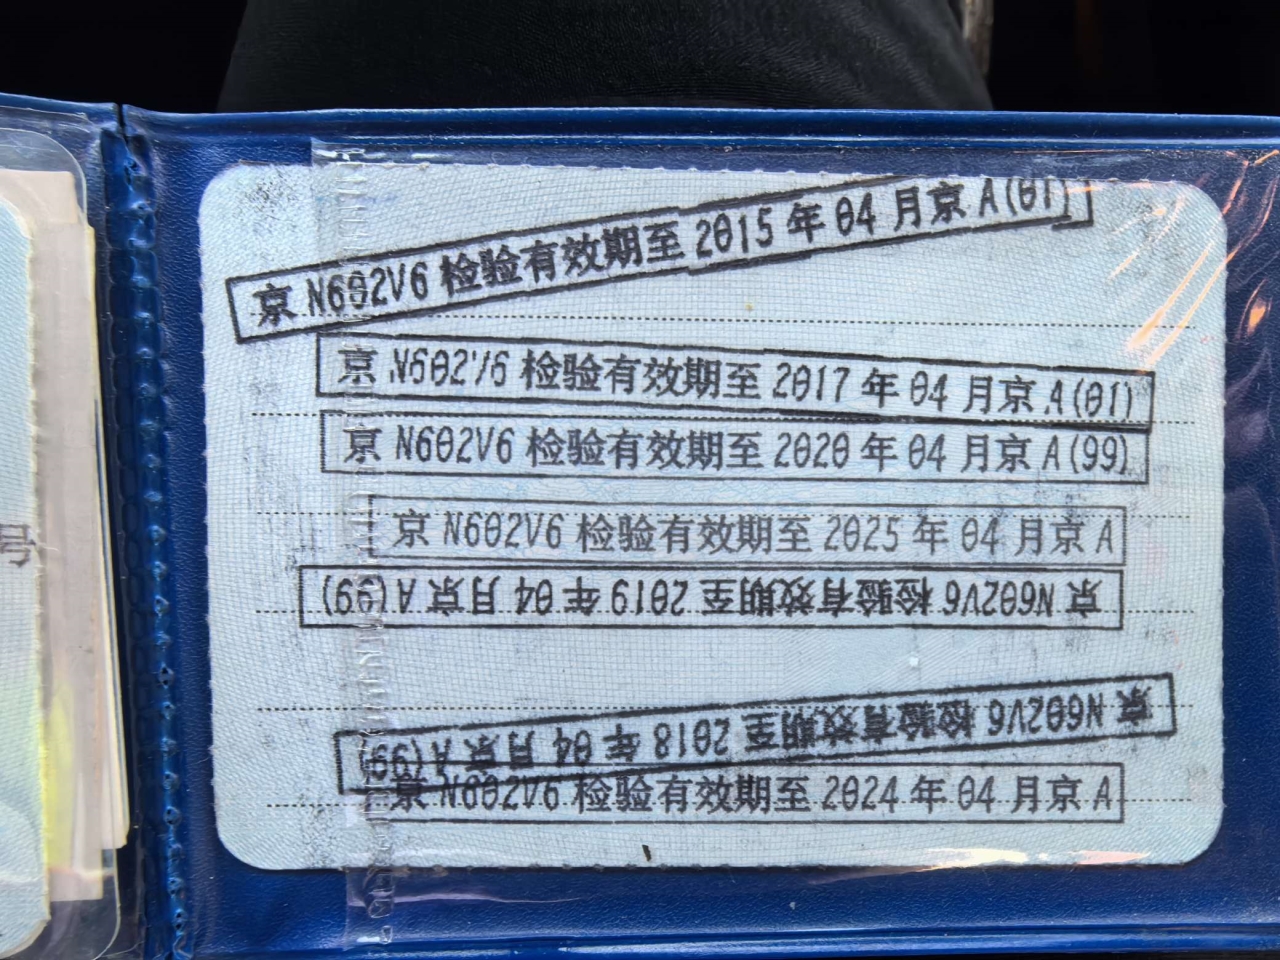 京 N602V6 检验有效期至 2015 年 04 月京 A(01)
京 N602V6 检验有效期至 2017 年 04 月京 A(01)
京 N602V6 检验有效期至 2020 年 04 月京 A(99)
京 N602V6 检验有效期至 2025 年 04 月京 A
京 N602V6 检验有效期至 2019 年 04 月京 A(99)
京 N602V6 检验有效期至 2018 年 04 月京 A(99)
京 N602V6 检验有效期至 2024 年 04 月京 A
号